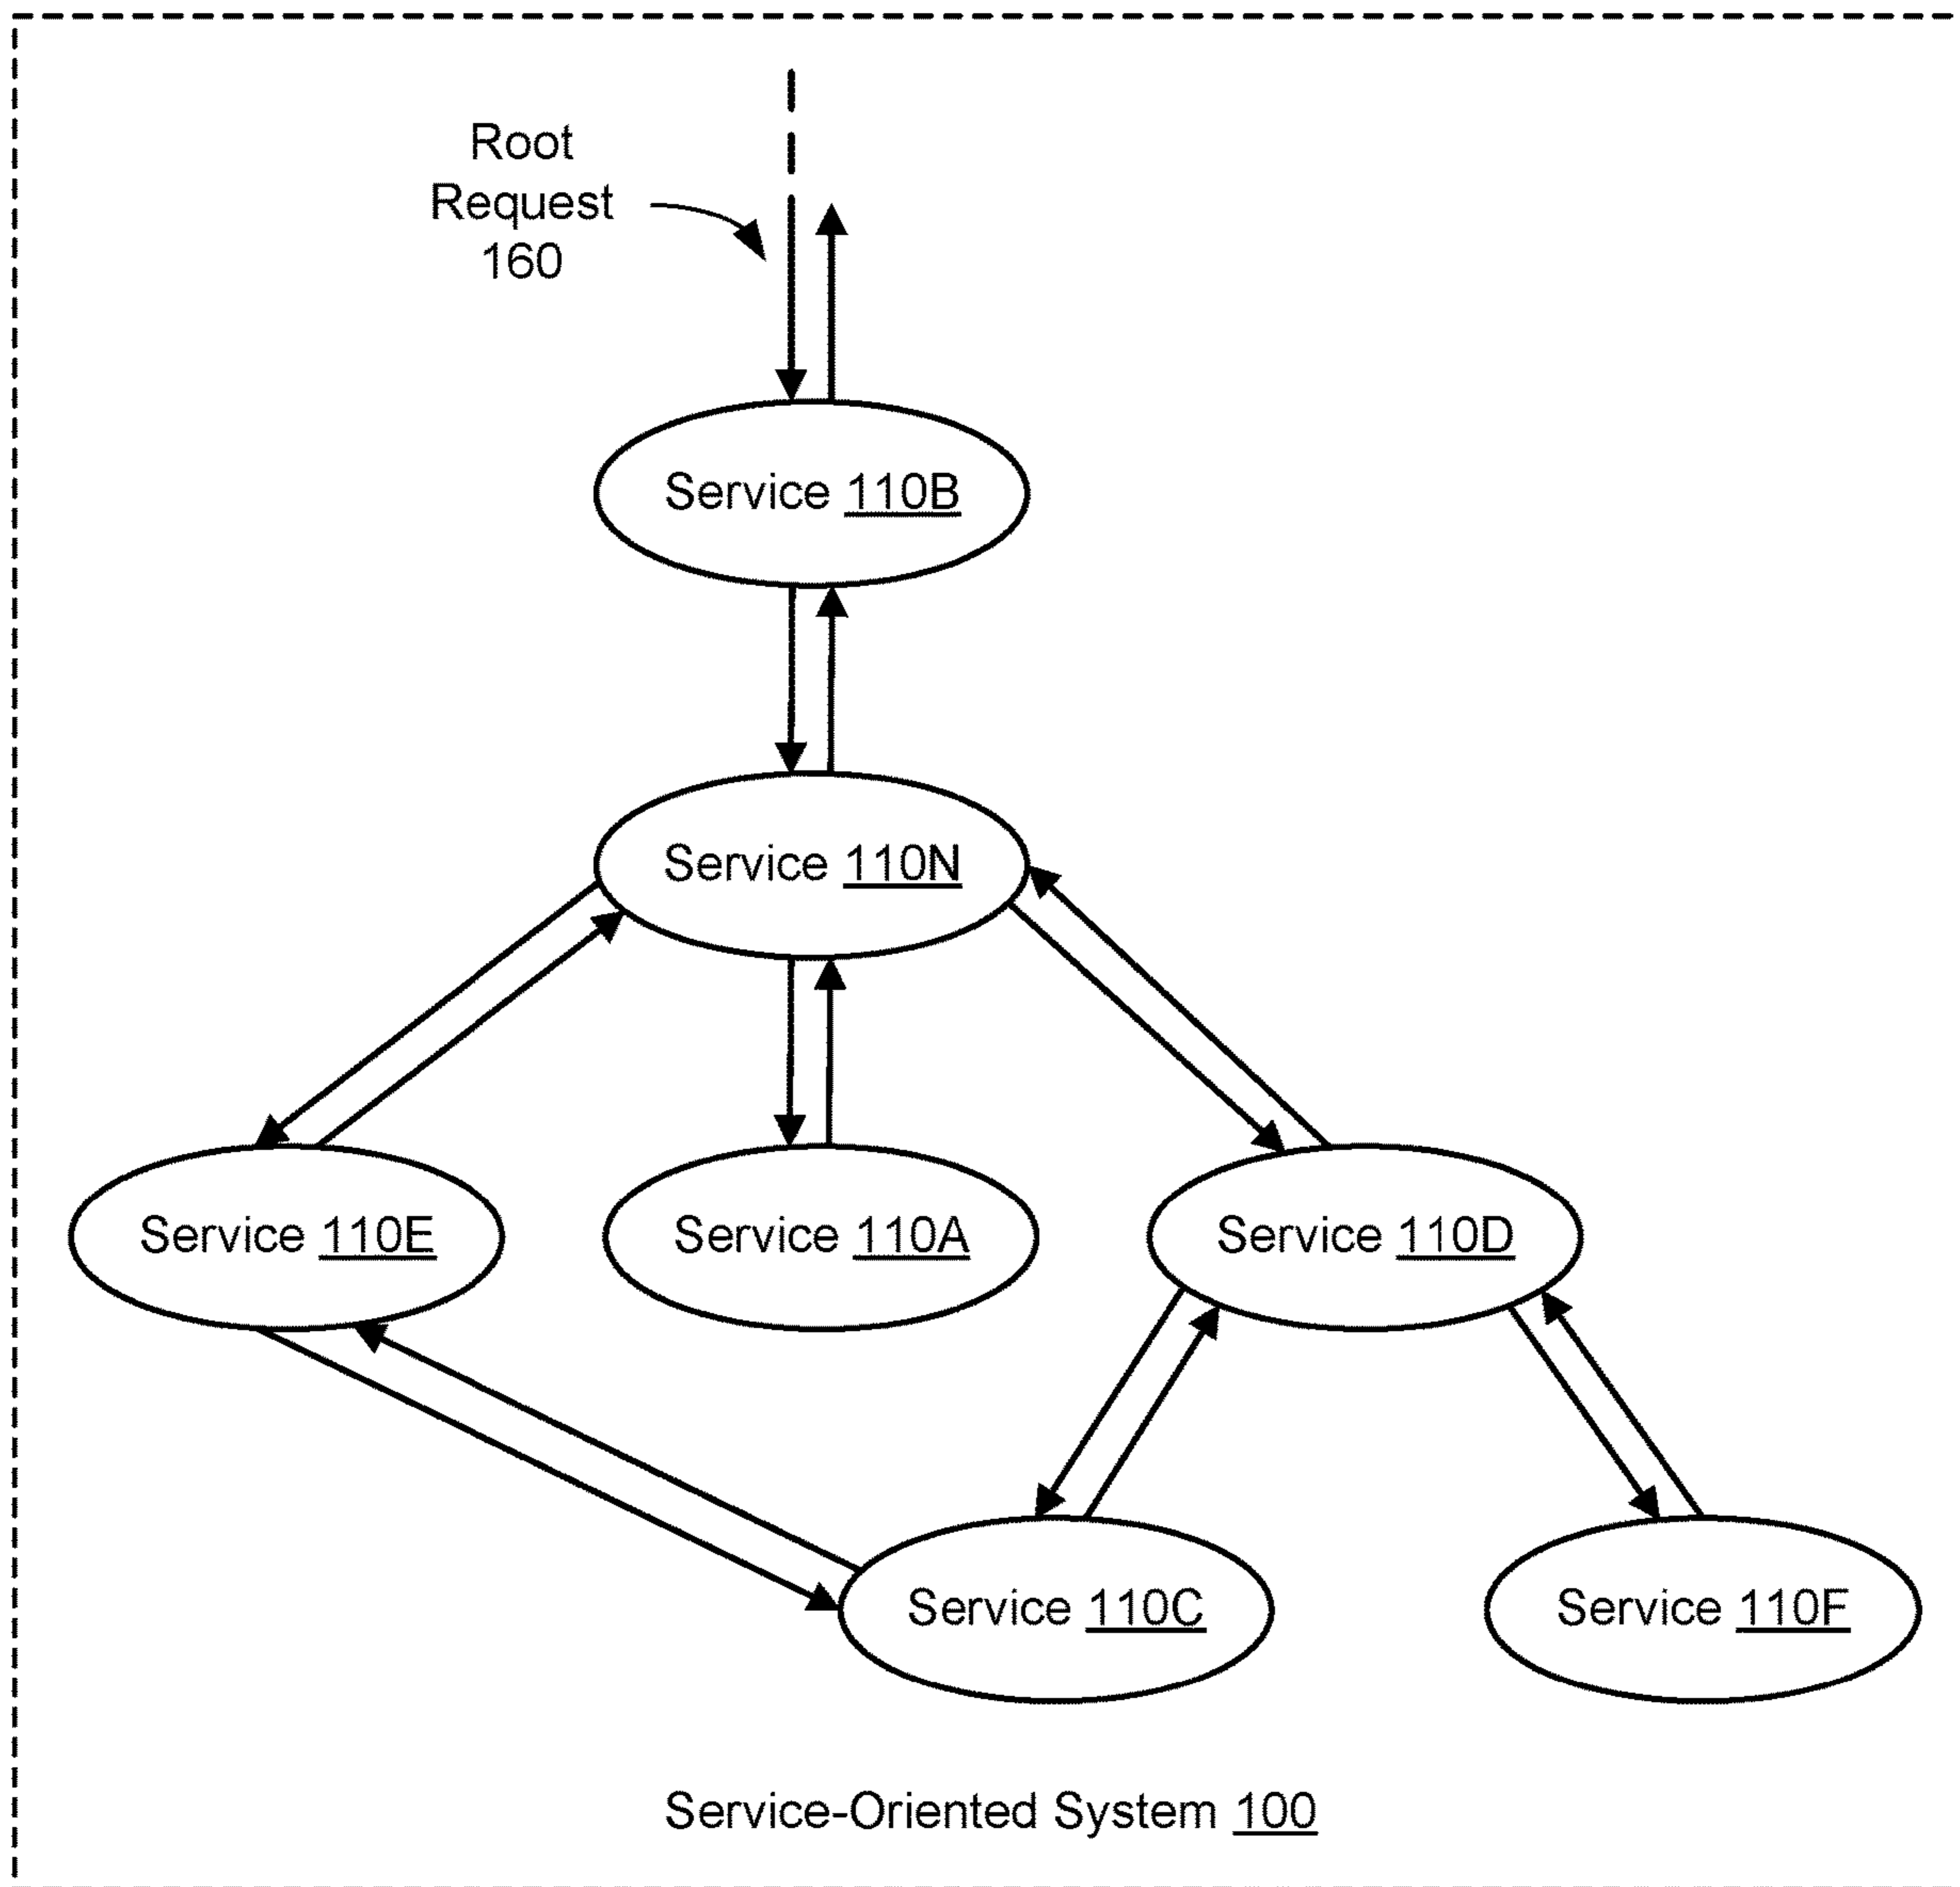 Root
Request
160
Service 110B
Service 110N
Service 110E
Service 110A
Service 110D
Service 110C
Service 110F
Service-Oriented System 100